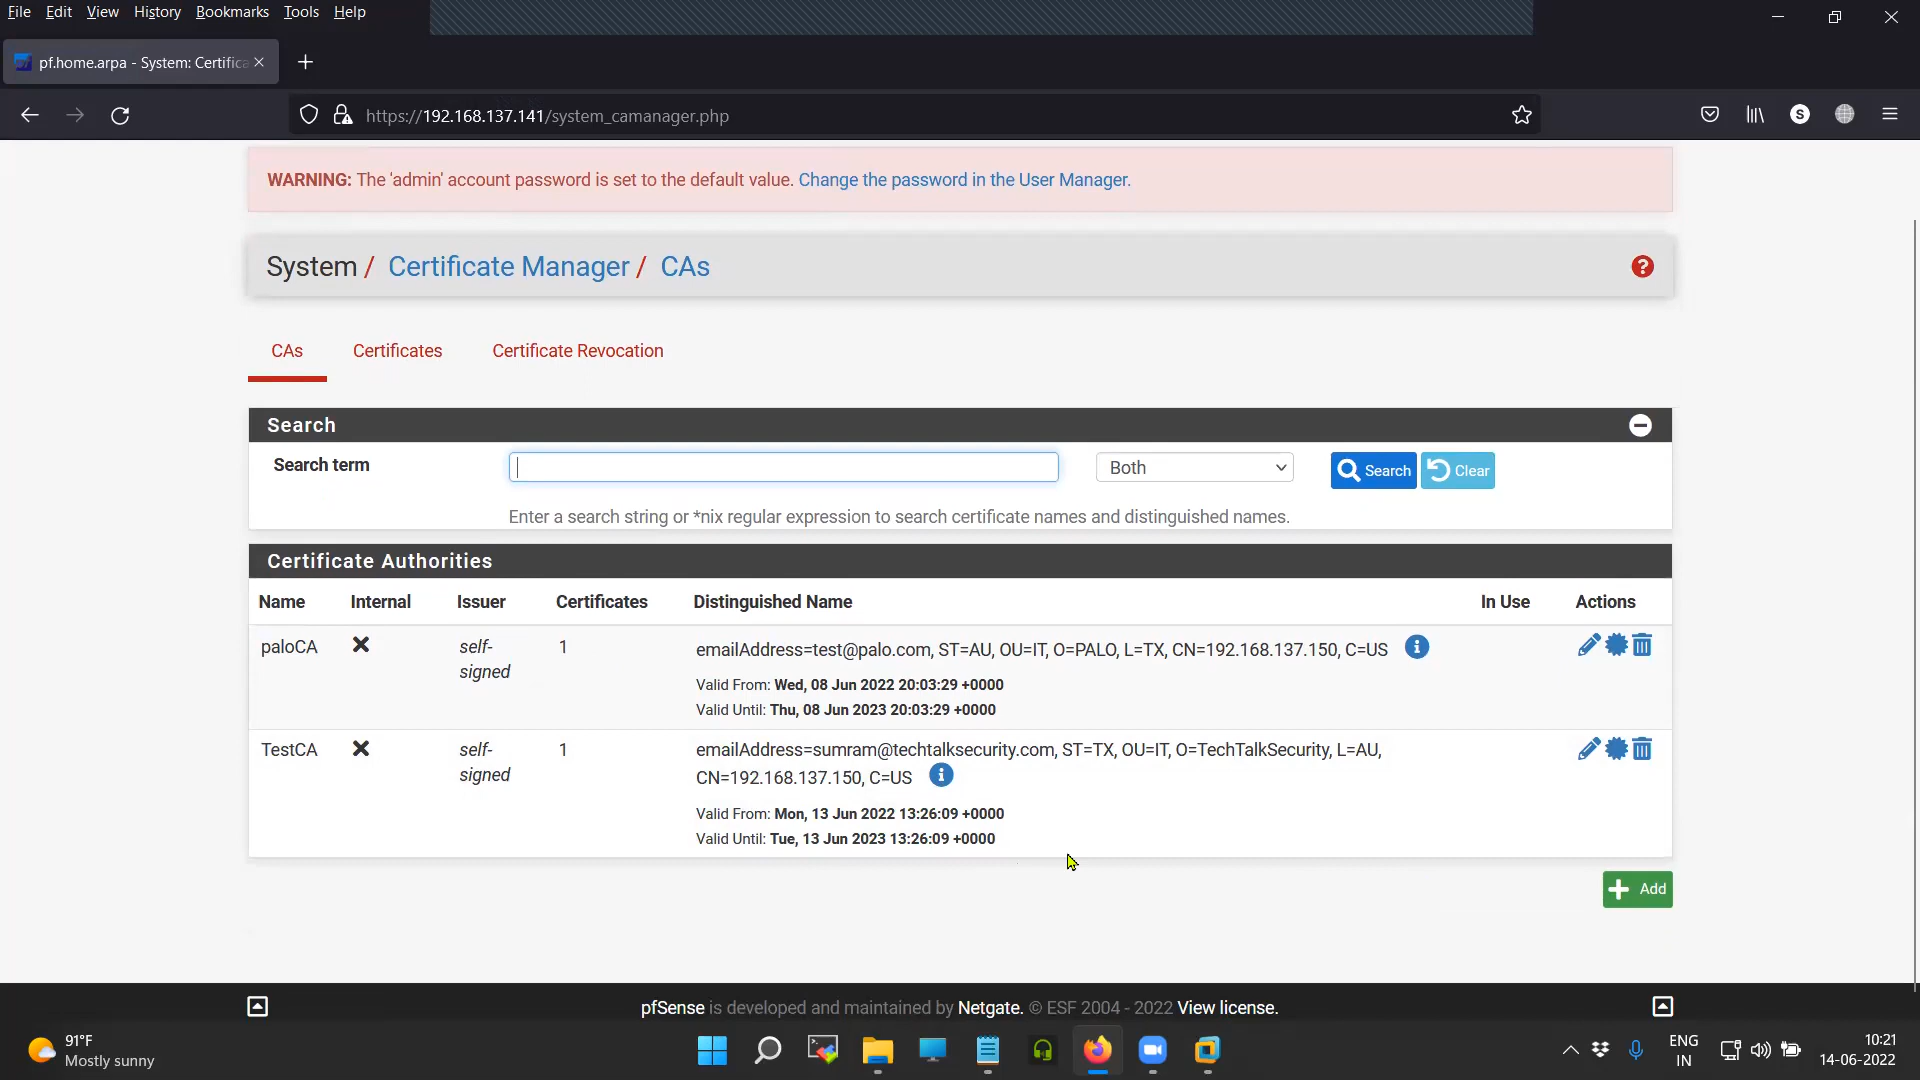 File Edit View History Bookmarks Tools Help
pf.home.arpa - System: Certifica
https://192.168.137.141/system_camanager.php
S
WARNING: The 'admin' account password is set to the default value. Change the password in the User Manager.
System / Certificate Manager / CAs
?
CAs Certificates Certificate Revocation
Search
Search term
Both
Search
Clear
Enter a search string or *nix regular expression to search certificate names and distinguished names.
Certificate Authorities
Name Internal Issuer Certificates Distinguished Name In Use Actions
paloCA self- 1 emailAddress=test@palo.com, ST=AU, OU=IT, O=PALO, L=TX, CN=192.168.137.150, C=US
signed
Valid From: Wed, 08 Jun 2022 20:03:29 +0000
Valid Until: Thu, 08 Jun 2023 20:03:29 +0000
TestCA self- 1 emailAddress=sumram@techtalksecurity.com, ST=TX, OU=IT, O=TechTalkSecurity, L=AU,
signed CN=192.168.137.150, C=US
Valid From: Mon, 13 Jun 2022 13:26:09 +0000
Valid Until: Tue, 13 Jun 2023 13:26:09 +0000
Add
pfSense is developed and maintained by Netgate. © ESF 2004 - 2022 View license.
91°F
Mostly sunny
ENG
IN
10:21
14-06-2022